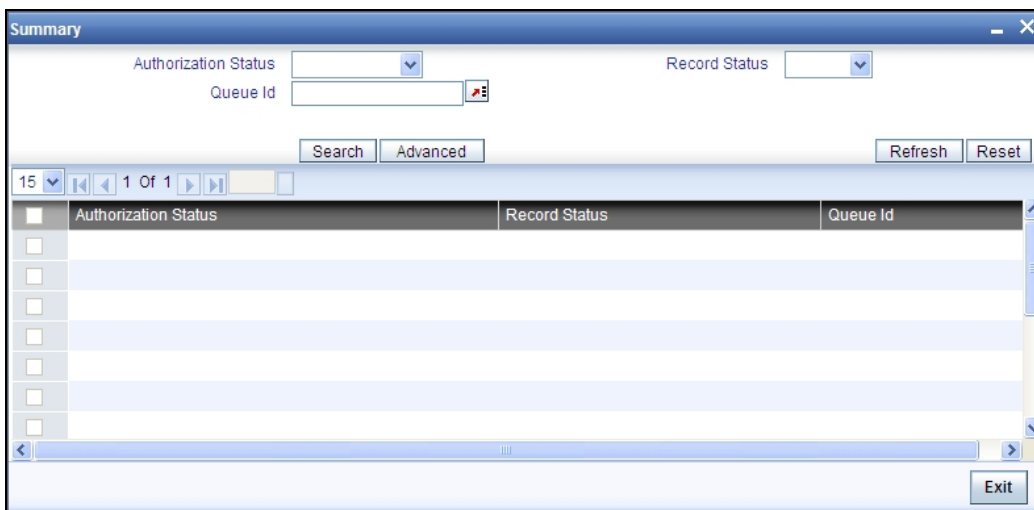 Summary
Authorization Status
Record Status
Queue Id
Search Advanced Refresh Reset
15 1 Of 1
Authorization Status Record Status Queue Id
Exit